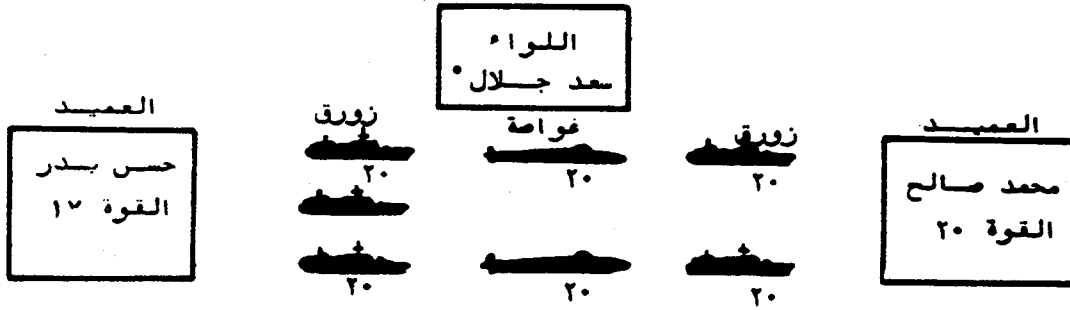 اللواء
سعد جلال
العميد
زورق
غواصة
زورق
العميد
محمد صالح
القوة ٢٠
حسن بدر
القوة ١٧
٢٠
٢٠
٢٠
٢٠
٢٠
٢٠